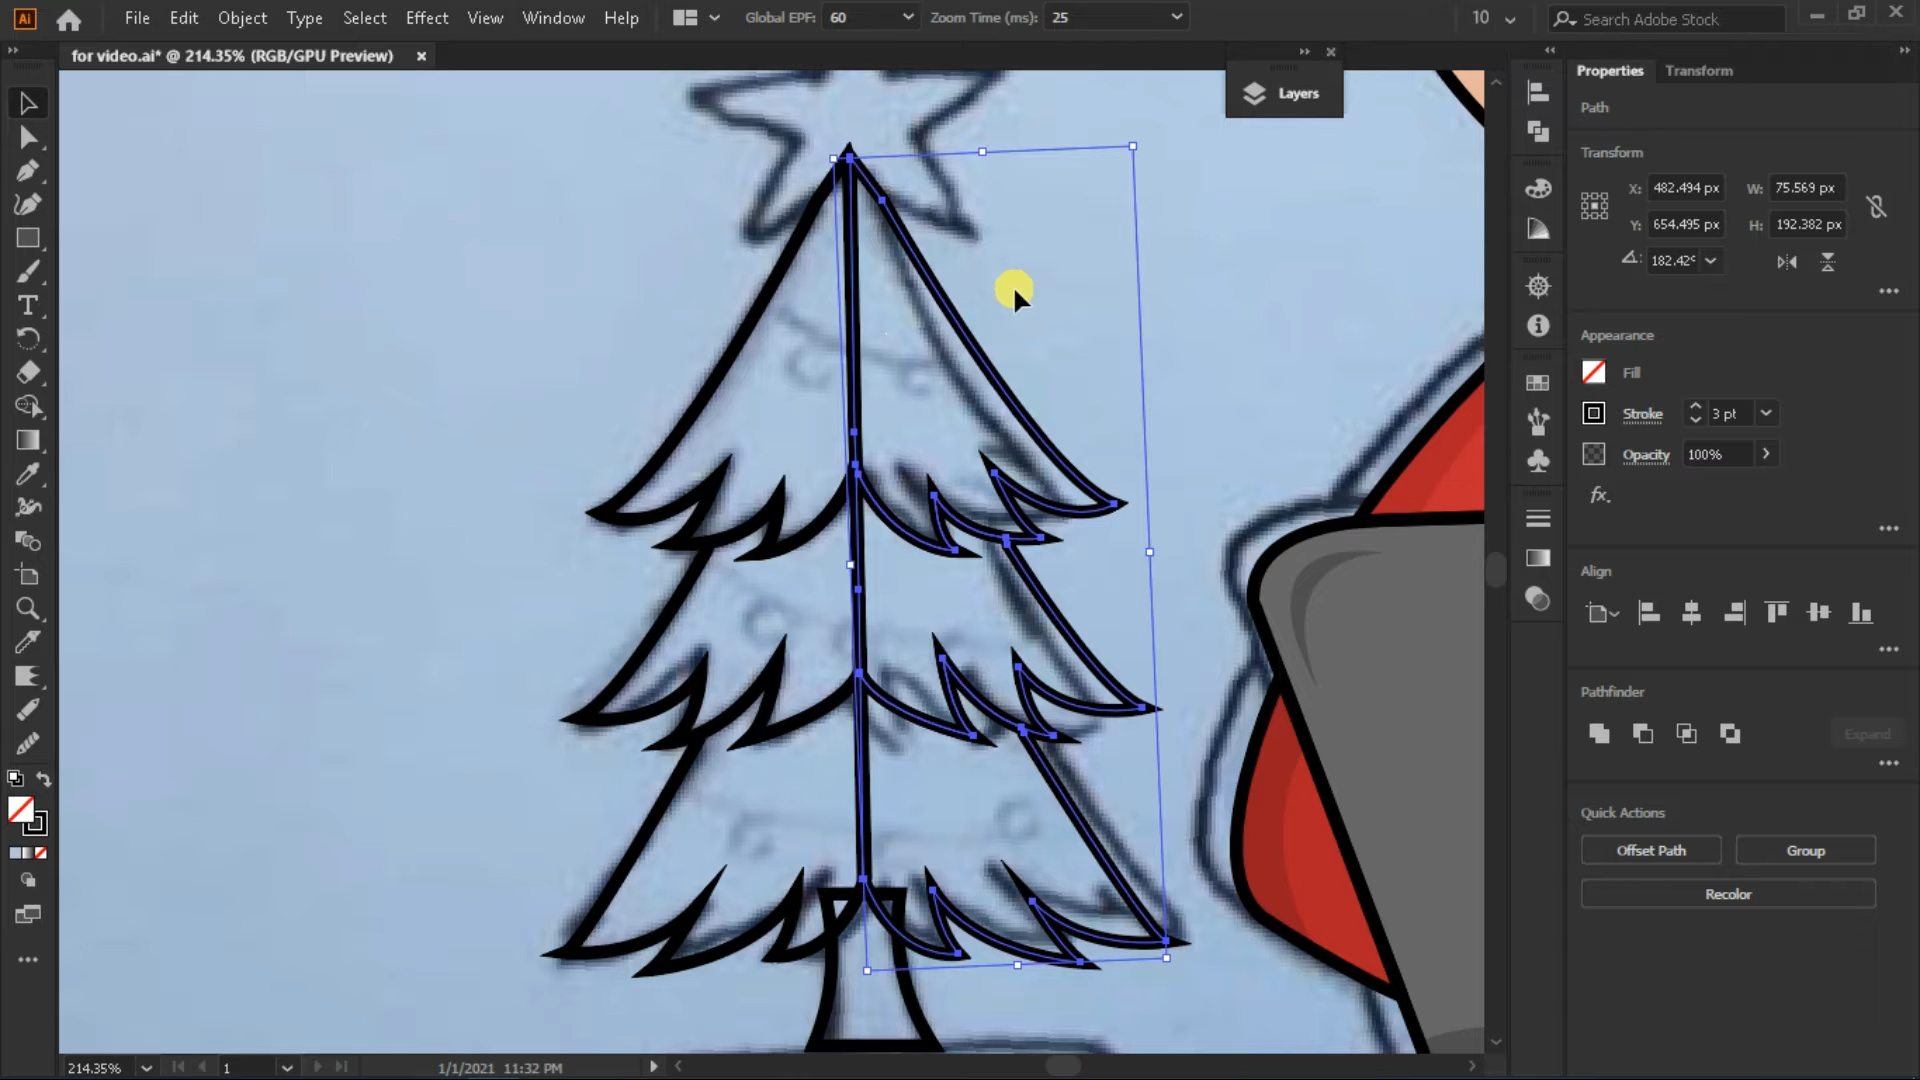 Ai File Edit Object Type Select Effect View Window Help Global EPF: 60 Zoom Time (ms): 25 10 Search Adobe Stock
for video.ai* @ 214.35% (RGB/GPU Preview)
Layers
Properties Transform
Path
Transform
X: 482.494 px W: 75.569 px
Y: 654.495 px H: 192.382 px
182.42°
Appearance
Fill
Stroke 3 pt
Opacity 100%
fx.
Align
Pathfinder
Expand
Quick Actions
Offset Path Group
Recolor
214.35% 1 1/1/2021 11:32 PM